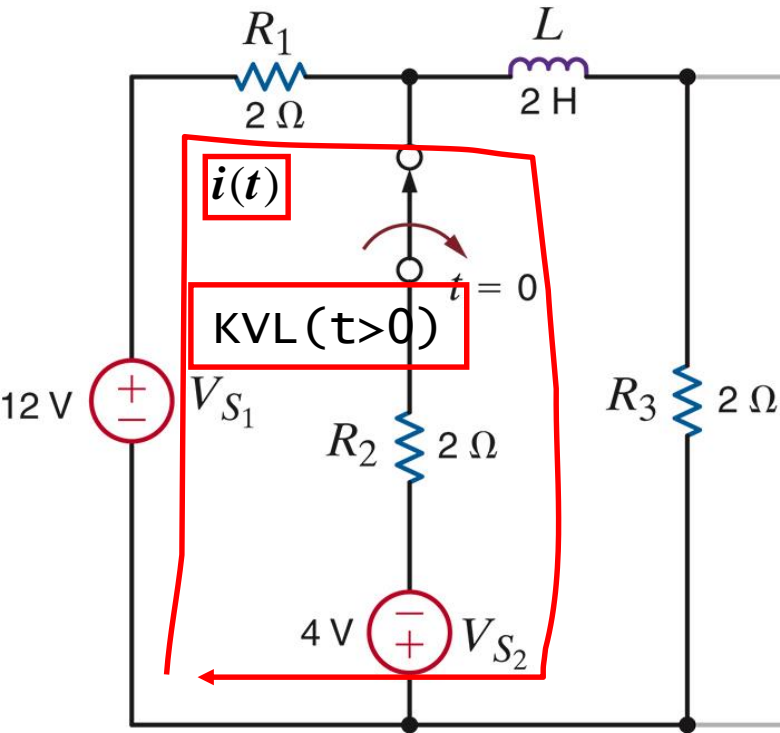 R1
L
2 Ω
2 H
i(t)
t = 0
KVL(t>0)
12 V
+
−
VS1
R2
2 Ω
R3
2 Ω
4 V
−
+
VS2